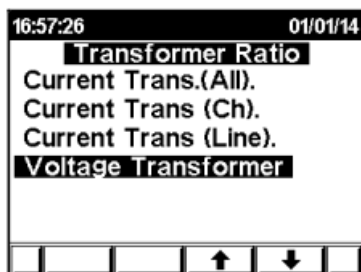 16:57:26 01/01/14
Transformer Ratio
Current Trans.(All).
Current Trans (Ch).
Current Trans (Line).
Voltage Transformer